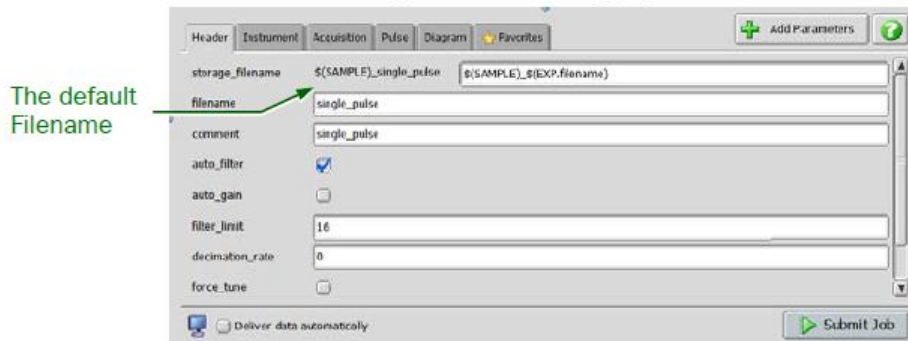 Header Instrument Acquisition Pulse Diagram Favorites Add Parameters ?
storage_filename $(SAMPLE)_single_pulse $(SAMPLE)_$(EXP.filename)
The default
Filename
filename single_pulse
comment single_pulse
auto_filter
auto_gain
filter_limit 16
decimation_rate 0
force_tune
Deliver data automatically Submit Job